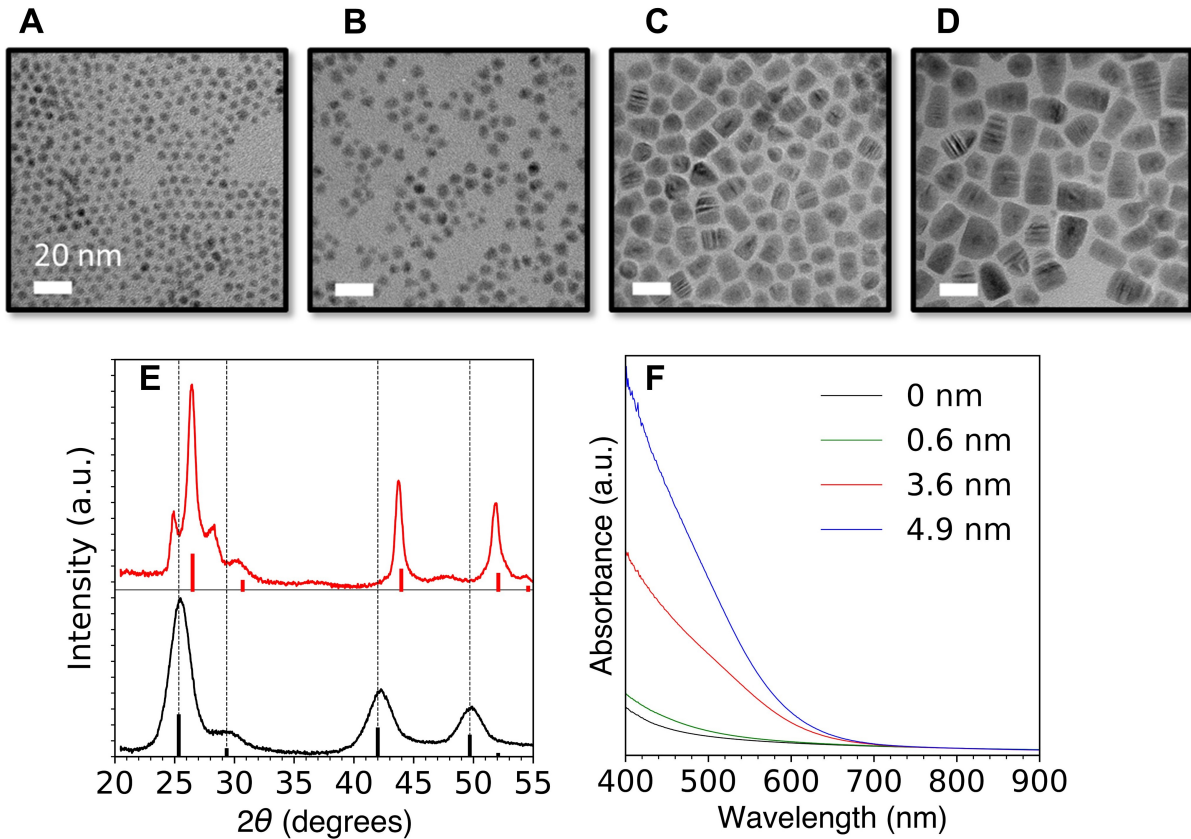 A
B
C
D
20 nm
E
F
0 nm
0.6 nm
3.6 nm
4.9 nm
Intensity (a.u.)
Absorbance (a.u.)
20 25 30 35 40 45 50 55
400 500 600 700 800 900
2θ (degrees)
Wavelength (nm)